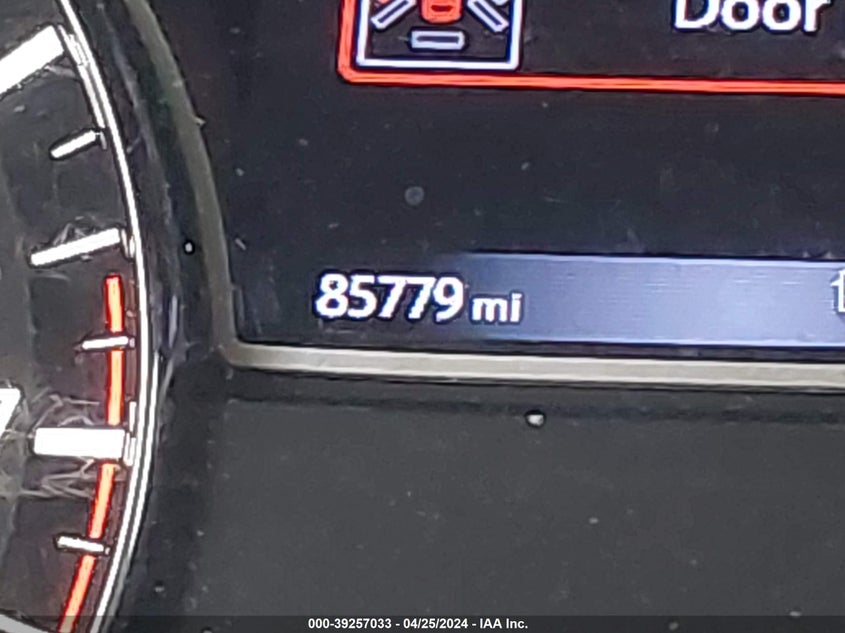 Door
85779 mi
000-39257033 - 04/25/2024 - IAA Inc.